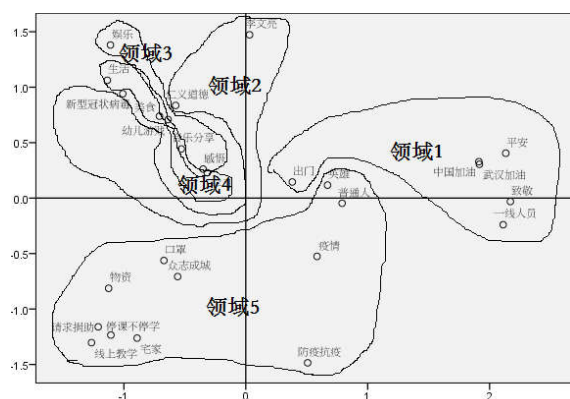 李文亮
娱乐
领域3
生活
领域2
仁义道德
新型冠状病毒
美食
幼儿游戏
音乐分享
领域1
平安
中国加油
武汉加油
出门
英雄
普通人
致敬
一线人员
领域4
口罩
众志成城
疫情
物资
领域5
请求捐助
停课不停学
线上教学
宅家
防疫抗疫
1.5
1.0
0.5
0.0
-0.5
-1.0
-1.5
-1
0
1
2